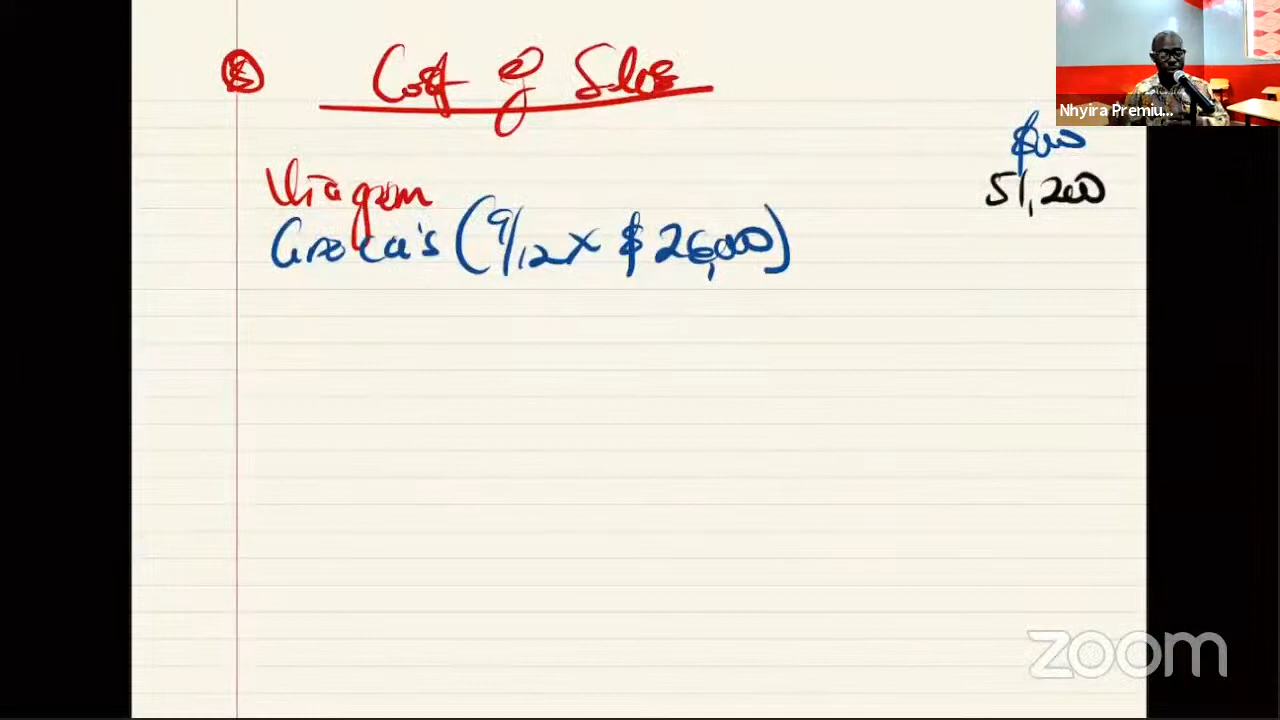 Cost of Sales
Nhyira Premiu...
$000
Viagem 51,200
Greca's (9/12 x $26,000)
zoom